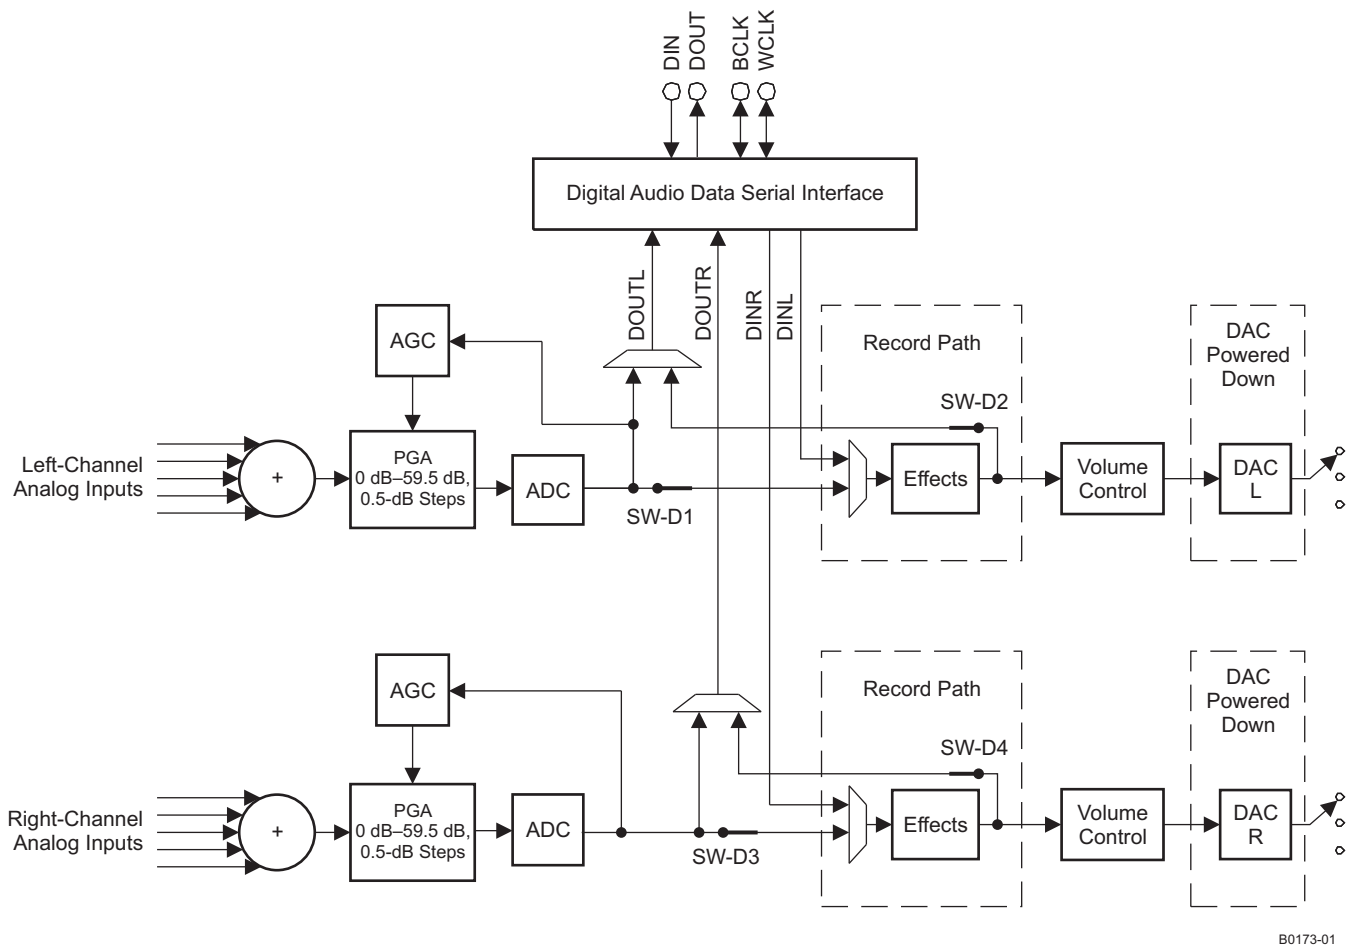 DIN
DOUT
BCLK
WCLK
Digital Audio Data Serial Interface
DOUTL
DOUTR
DINR
DINL
AGC
Record Path
DAC
Powered
Down
SW-D2
Left-Channel
Analog Inputs
+
PGA
0 dB–59.5 dB,
0.5-dB Steps
ADC
SW-D1
Effects
Volume
Control
DAC
L
AGC
Record Path
DAC
Powered
Down
SW-D4
Right-Channel
Analog Inputs
+
PGA
0 dB–59.5 dB,
0.5-dB Steps
ADC
SW-D3
Effects
Volume
Control
DAC
R
B0173-01